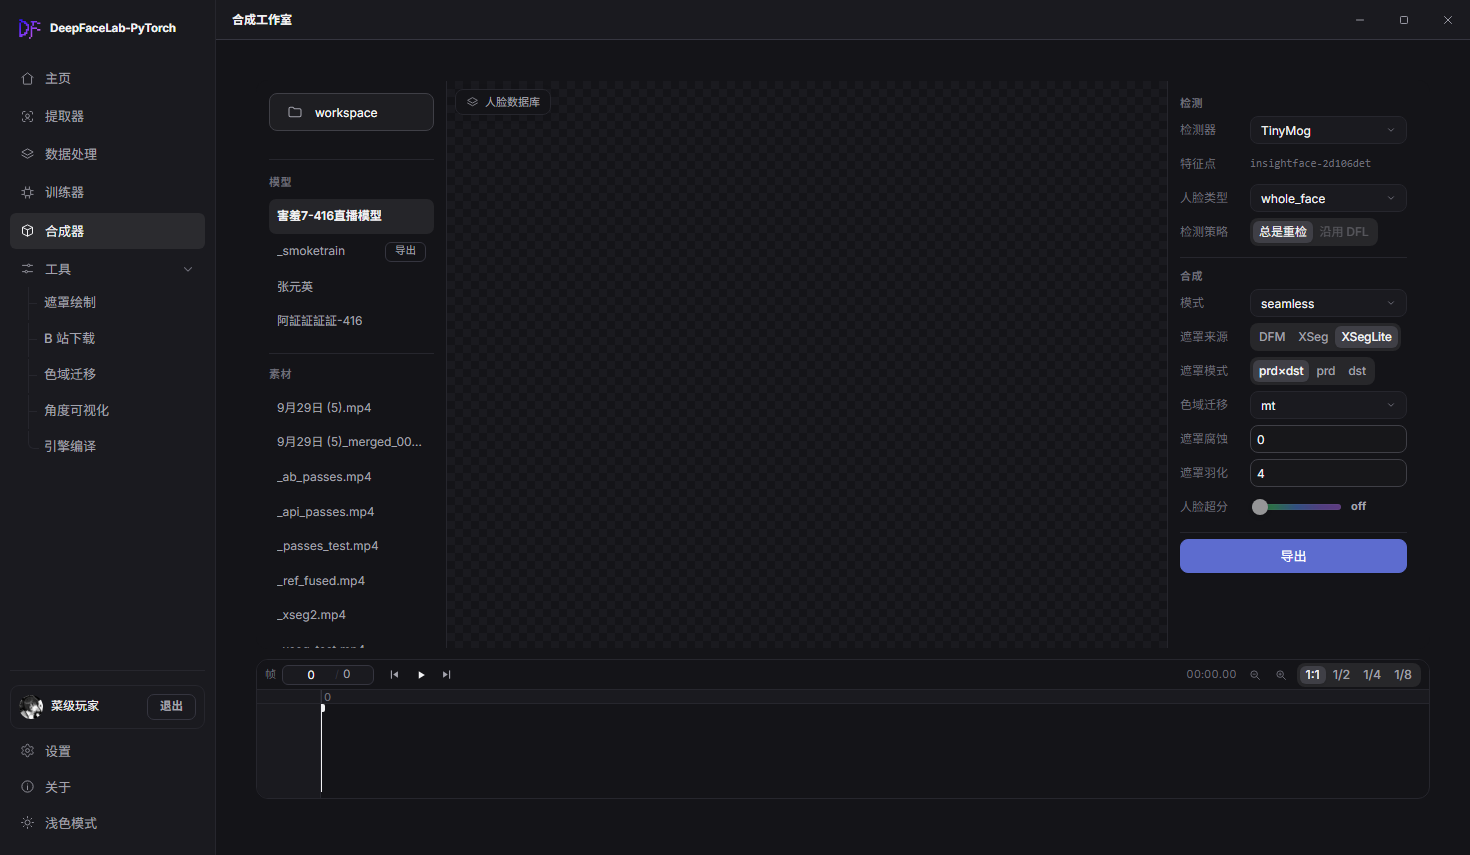 DeepFaceLab-PyTorch
合成工作室
主页
提取器
数据处理
训练器
合成器
工具
遮罩绘制
B 站下载
色域迁移
角度可视化
引擎编译
菜级玩家
退出
设置
关于
浅色模式
workspace
模型
害羞7-416直播模型
_smoketrain 导出
张元英
阿証証証証-416
素材
9月29日 (5).mp4
9月29日 (5)_merged_00...
_ab_passes.mp4
_api_passes.mp4
_passes_test.mp4
_ref_fused.mp4
_xseg2.mp4
人脸数据库
检测
检测器 TinyMog
特征点 insightface-2d106det
人脸类型 whole_face
检测策略 总是重检 沿用 DFL
合成
模式 seamless
遮罩来源 DFM XSeg XSegLite
遮罩模式 prd×dst prd dst
色域迁移 mt
遮罩腐蚀 0
遮罩羽化 4
人脸超分 off
导出
帧 0 / 0 00:00.00 1:1 1/2 1/4 1/8
0